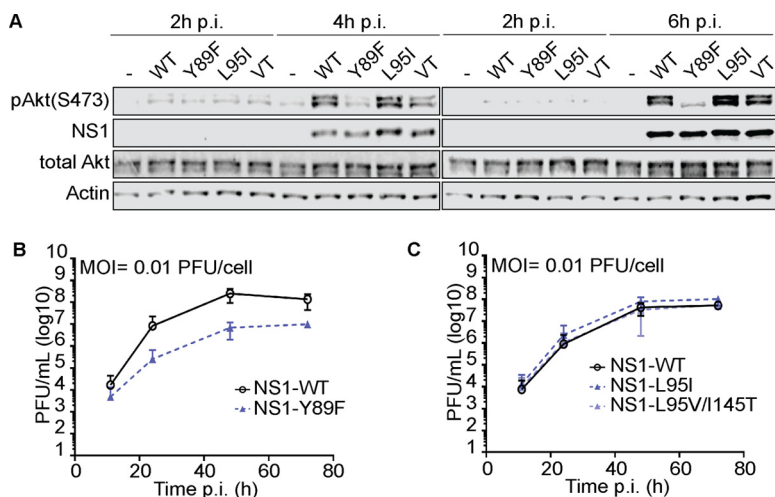 A
2h p.i. 4h p.i. 2h p.i. 6h p.i.
- WT Y89F L95I VT - WT Y89F L95I VT - WT Y89F L95I VT - WT Y89F L95I VT
pAkt(S473)
NS1
total Akt
Actin
B
MOI= 0.01 PFU/cell
PFU/mL (log10)
10
9
8
7
6
5
4
3
2
1
NS1-WT
NS1-Y89F
0 20 40 60 80
Time p.i. (h)
C
MOI= 0.01 PFU/cell
PFU/mL (log10)
10
9
8
7
6
5
4
3
2
1
NS1-WT
NS1-L95I
NS1-L95V/I145T
0 20 40 60 80
Time p.i. (h)